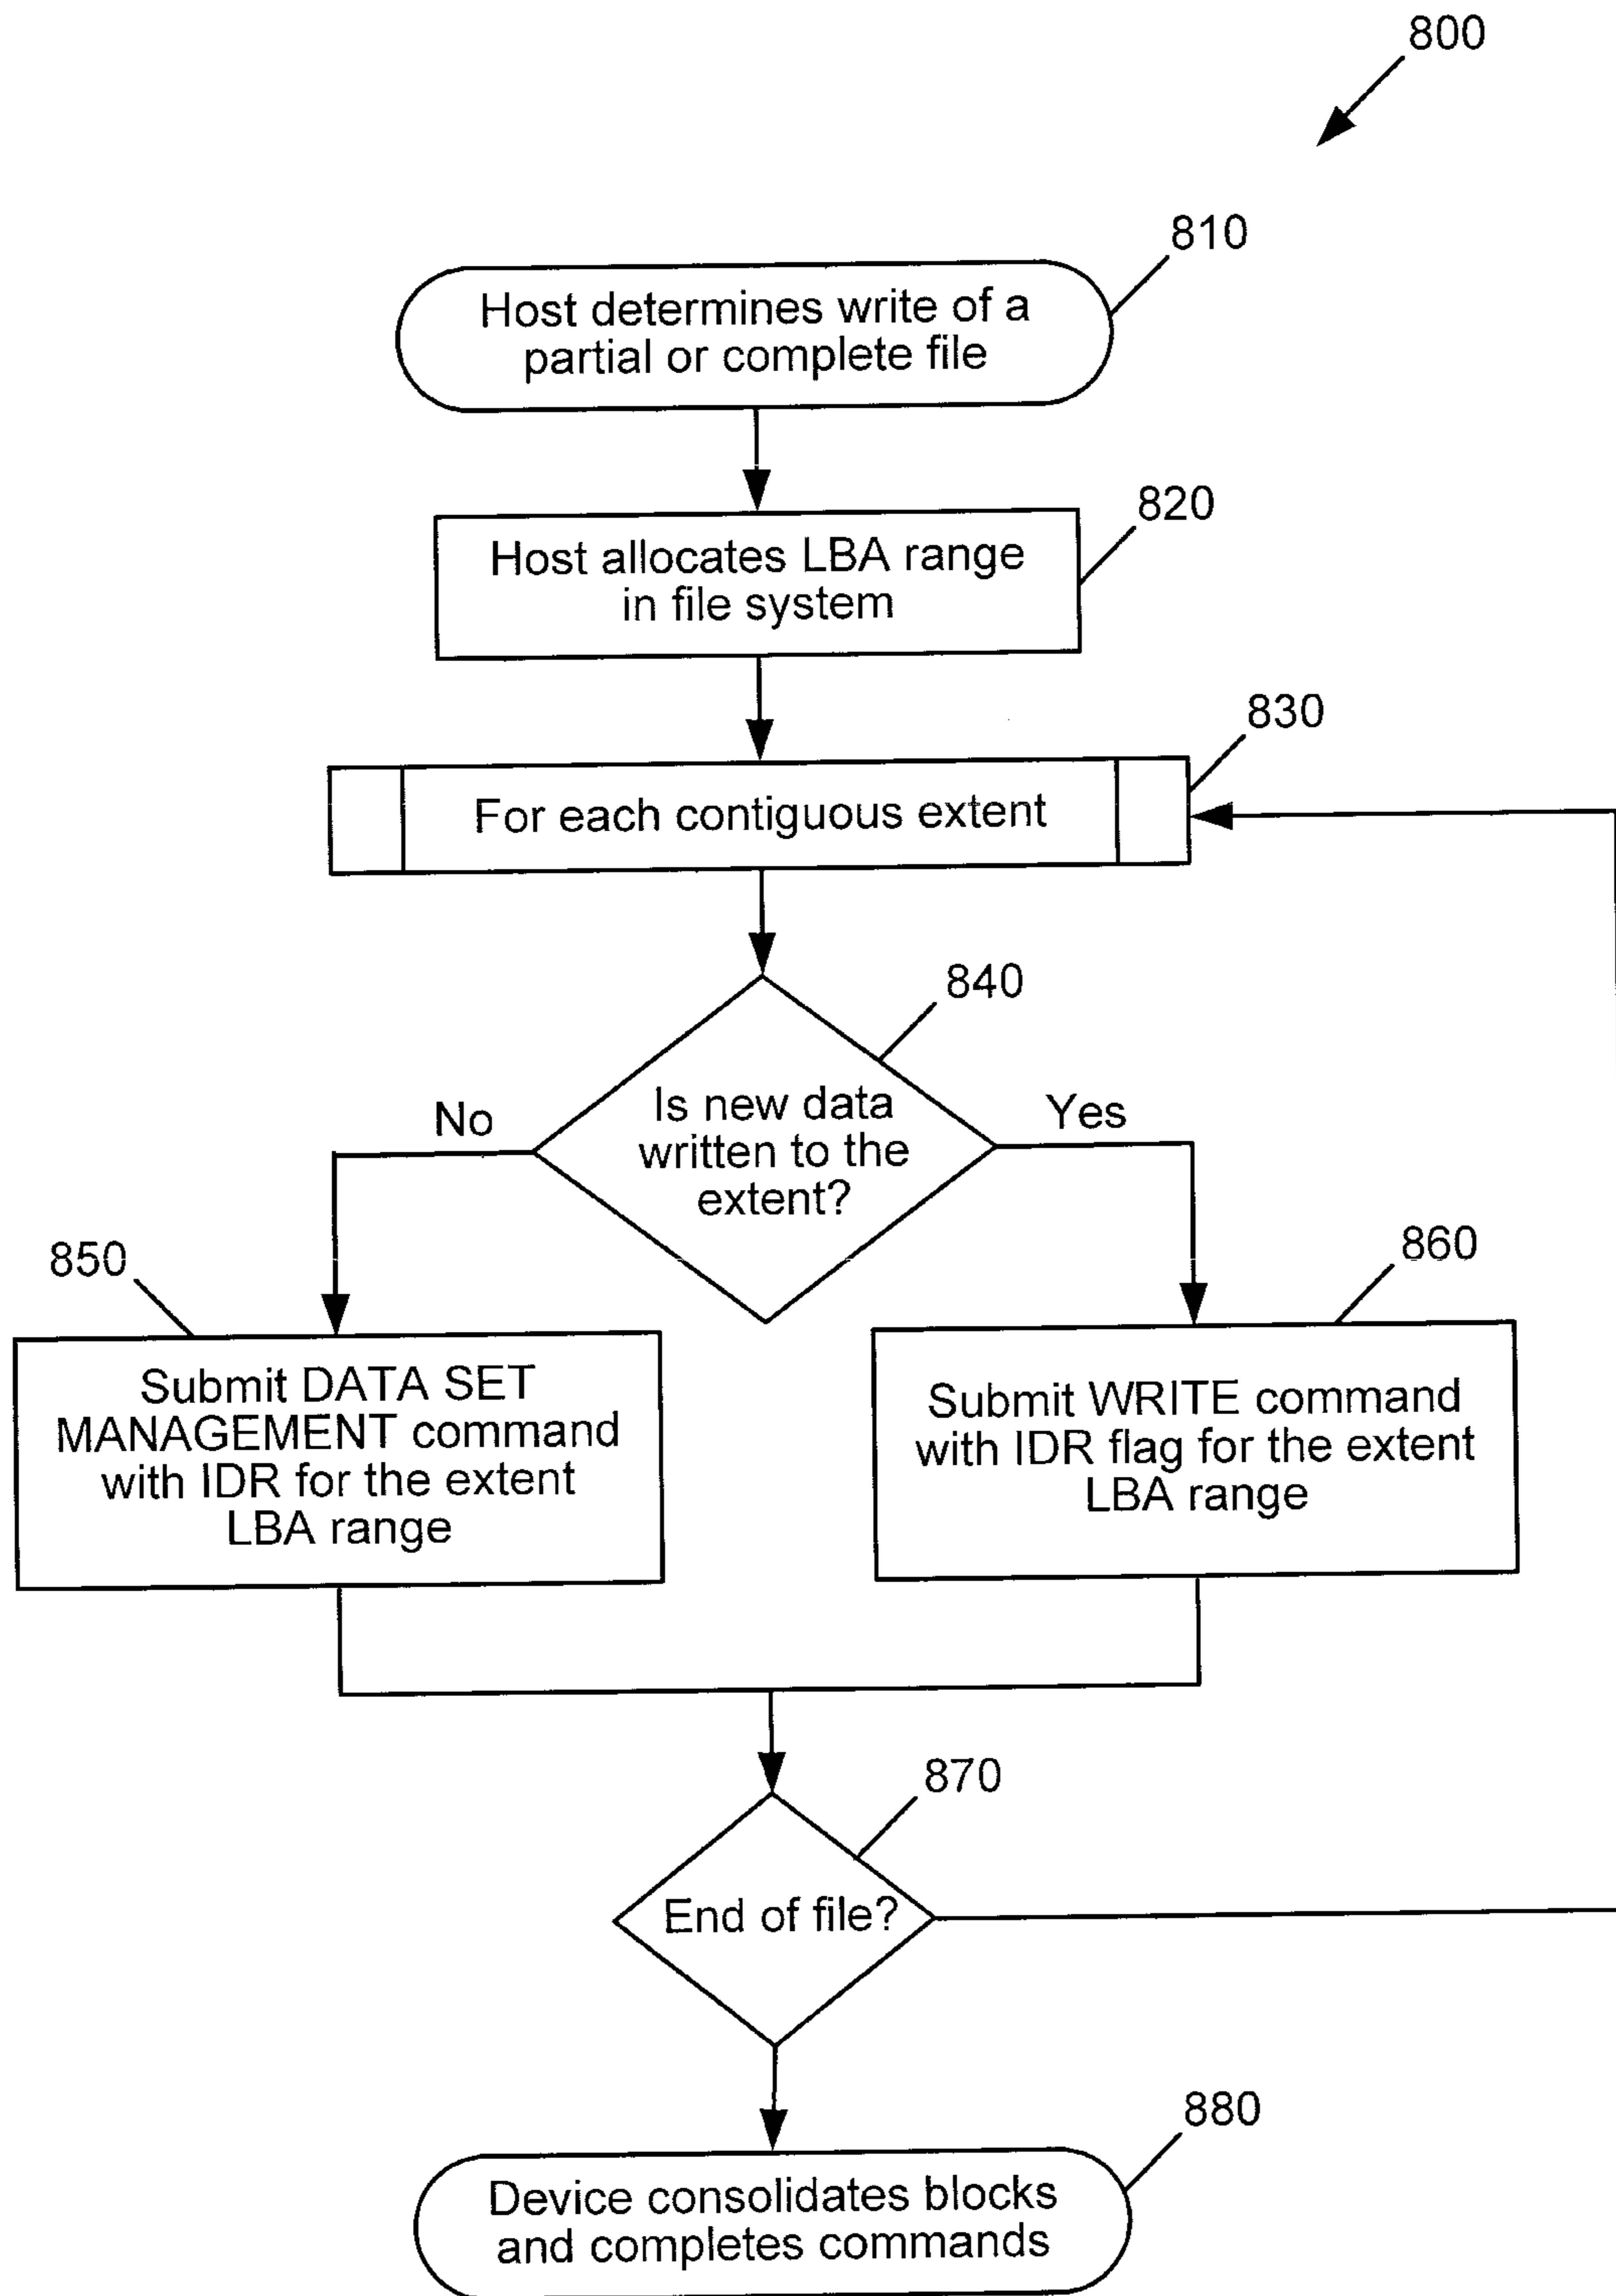 800
810
Host determines write of a
partial or complete file
820
Host allocates LBA range
in file system
830
For each contiguous extent
840
Is new data
written to the
extent?
No
Yes
850
860
Submit DATA SET
MANAGEMENT command
with IDR for the extent
LBA range
Submit WRITE command
with IDR flag for the extent
LBA range
870
End of file?
880
Device consolidates blocks
and completes commands